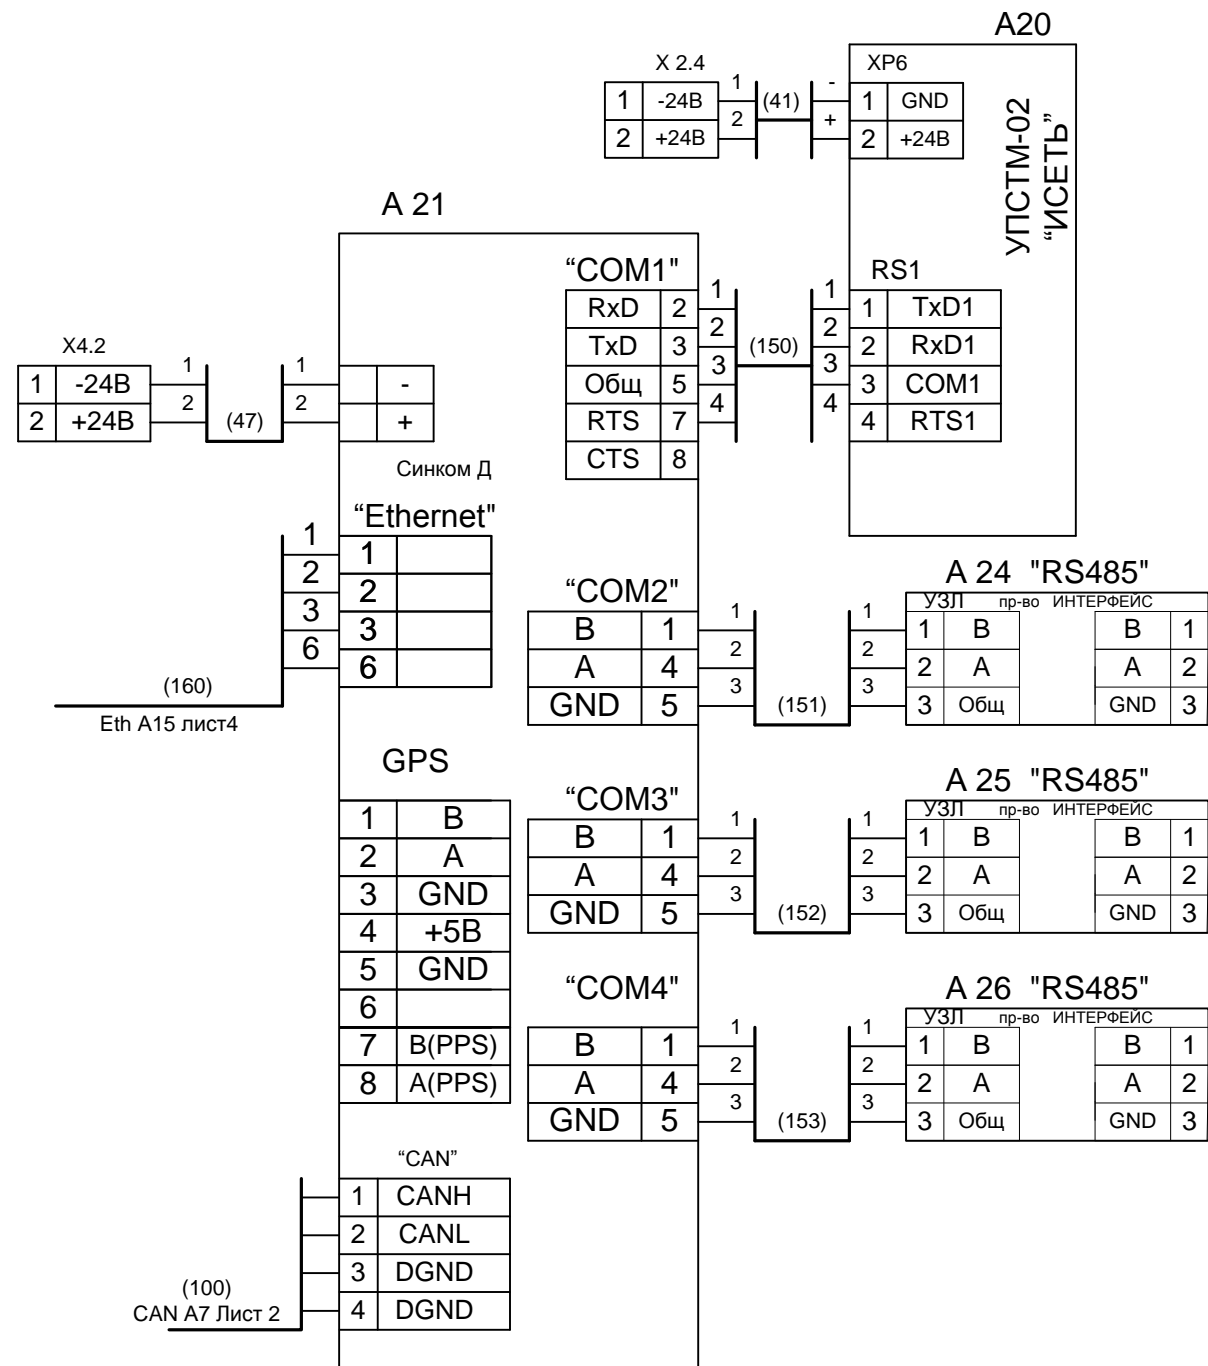 А20
X 2.4
1
-24В
2
+24В
1
2
(41)
-
+
XP6
1
GND
2
+24В
УПСТМ-02
“ИСЕТЬ”
А 21
“COM1"
RxD
2
TxD
3
Общ
5
RTS
7
CTS
8
1
2
3
4
(150)
1
2
3
4
RS1
1
TxD1
2
RxD1
3
COM1
4
RTS1
X4.2
1
-24В
2
+24В
1
2
(47)
1
2
-
+
Синком Д
“Ethernet"
1
2
3
6
1
2
3
6
(160)
Eth A15 лист4
“COM2"
B
1
A
4
GND
5
1
2
3
(151)
1
2
3
А 24 "RS485"
УЗЛ пр-во ИНТЕРФЕЙС
1
B
2
A
3
Общ
B
1
A
2
GND
3
GPS
1
B
2
A
3
GND
4
+5В
5
GND
6
7
B(PPS)
8
A(PPS)
“COM3"
B
1
A
4
GND
5
1
2
3
(152)
1
2
3
А 25 "RS485"
УЗЛ пр-во ИНТЕРФЕЙС
1
B
2
A
3
Общ
B
1
A
2
GND
3
“COM4"
B
1
A
4
GND
5
1
2
3
(153)
1
2
3
А 26 "RS485"
УЗЛ пр-во ИНТЕРФЕЙС
1
B
2
A
3
Общ
B
1
A
2
GND
3
“CAN”
1
CANH
2
CANL
3
DGND
4
DGND
(100)
CAN A7 Лист 2